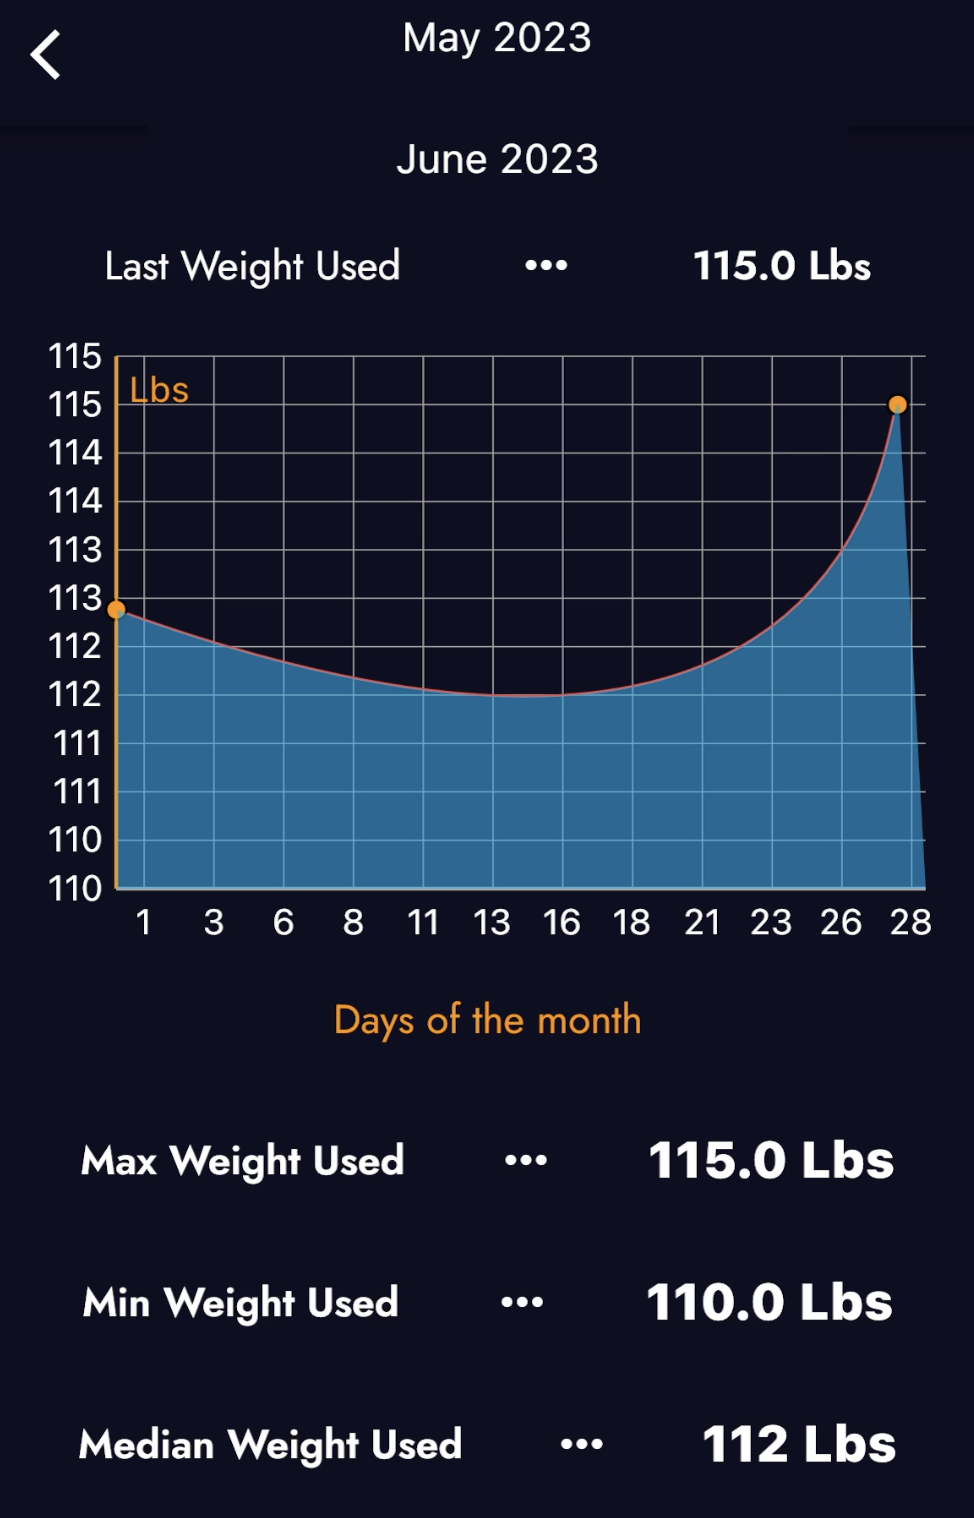 May 2023
June 2023
Last Weight Used ••• 115.0 Lbs
115
Lbs
115
114
114
113
113
112
112
111
111
110
110
1 3 6 8 11 13 16 18 21 23 26 28
Days of the month
Max Weight Used ••• 115.0 Lbs
Min Weight Used ••• 110.0 Lbs
Median Weight Used ••• 112 Lbs